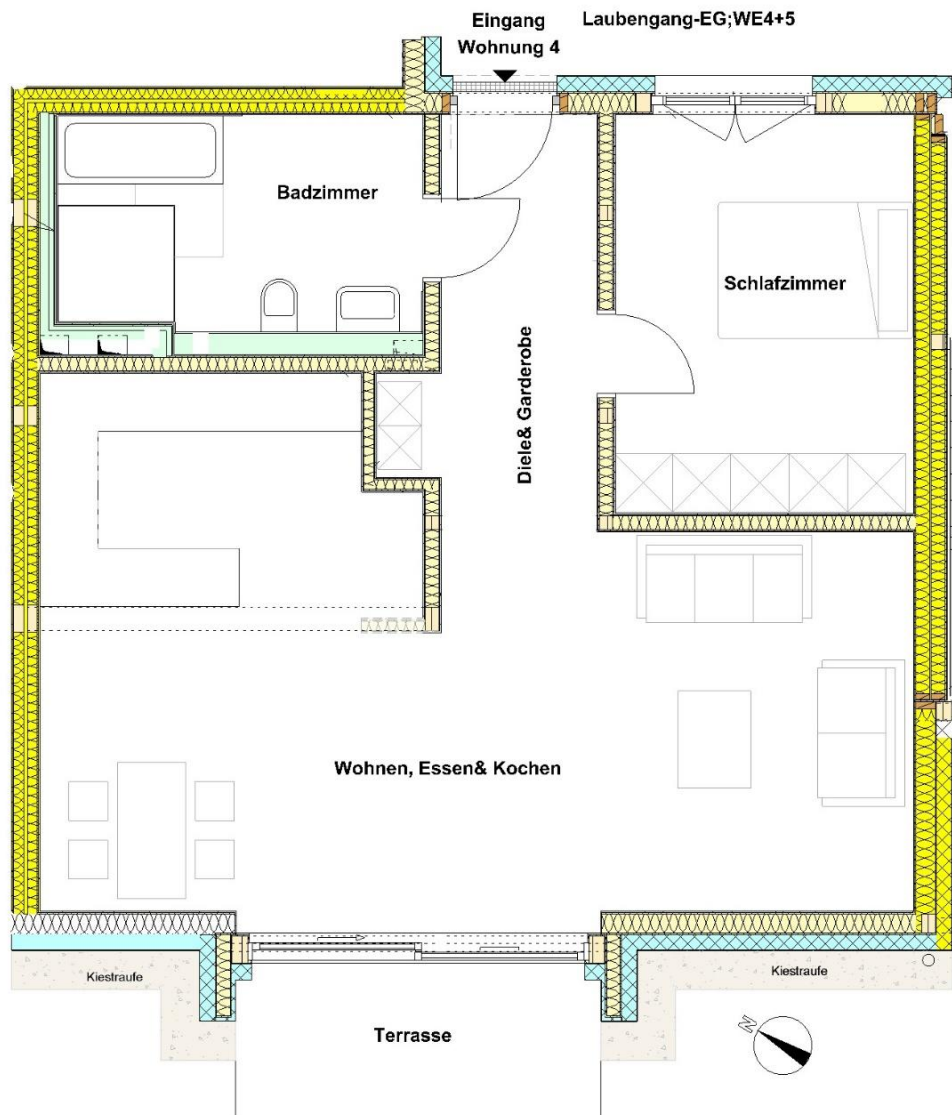 Eingang
Wohnung 4
Laubengang-EG;WE4+5
Badzimmer
Schlafzimmer
Diele& Garderobe
Wohnen, Essen& Kochen
Kiestraufe
Kiestraufe
Terrasse
N